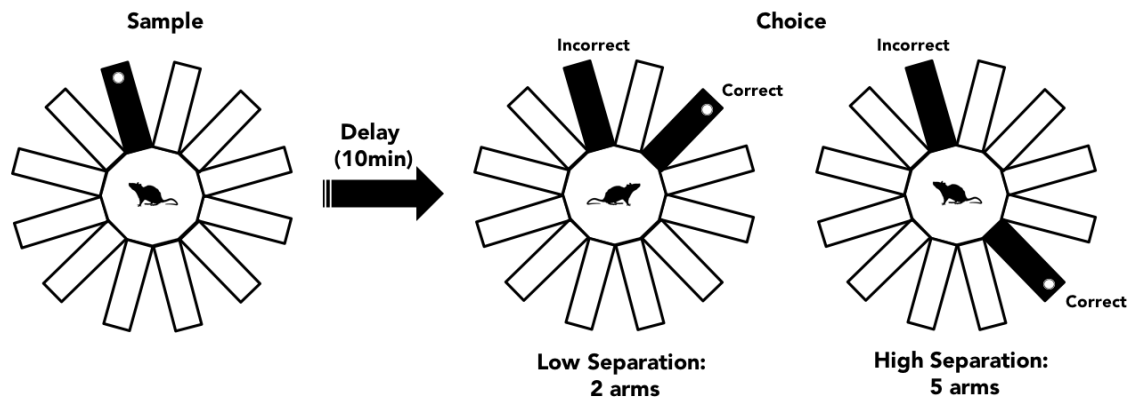 Sample
Choice
Incorrect
Correct
Incorrect
Correct
Delay
(10min)
Low Separation:
2 arms
High Separation:
5 arms